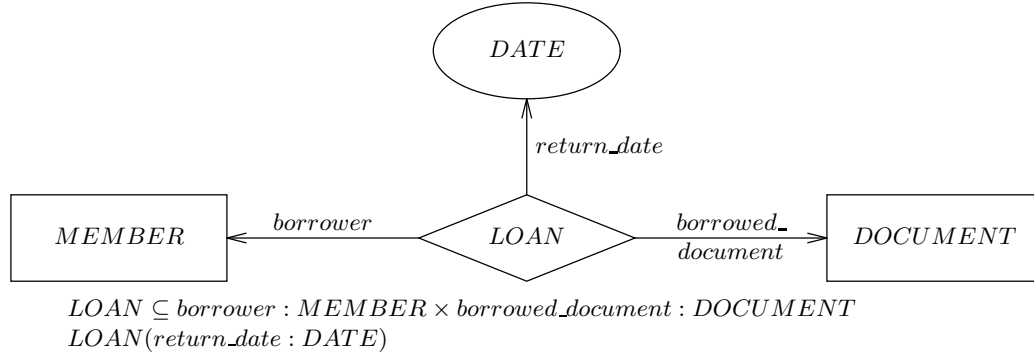 DATE
return_date
MEMBER
borrower
LOAN
borrowed_
document
DOCUMENT
LOAN ⊆ borrower : MEMBER × borrowed_document : DOCUMENT
LOAN(return_date : DATE)